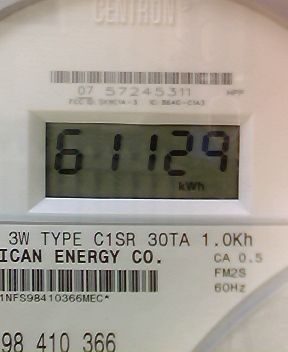 CENTRON
07 57245311
61129
kWh
3W TYPE C1SR 30TA 1.0Kh
ICAN ENERGY CO.
CA 0.5
FM2S
60Hz
1NFS98410366MEC*
98 410 366